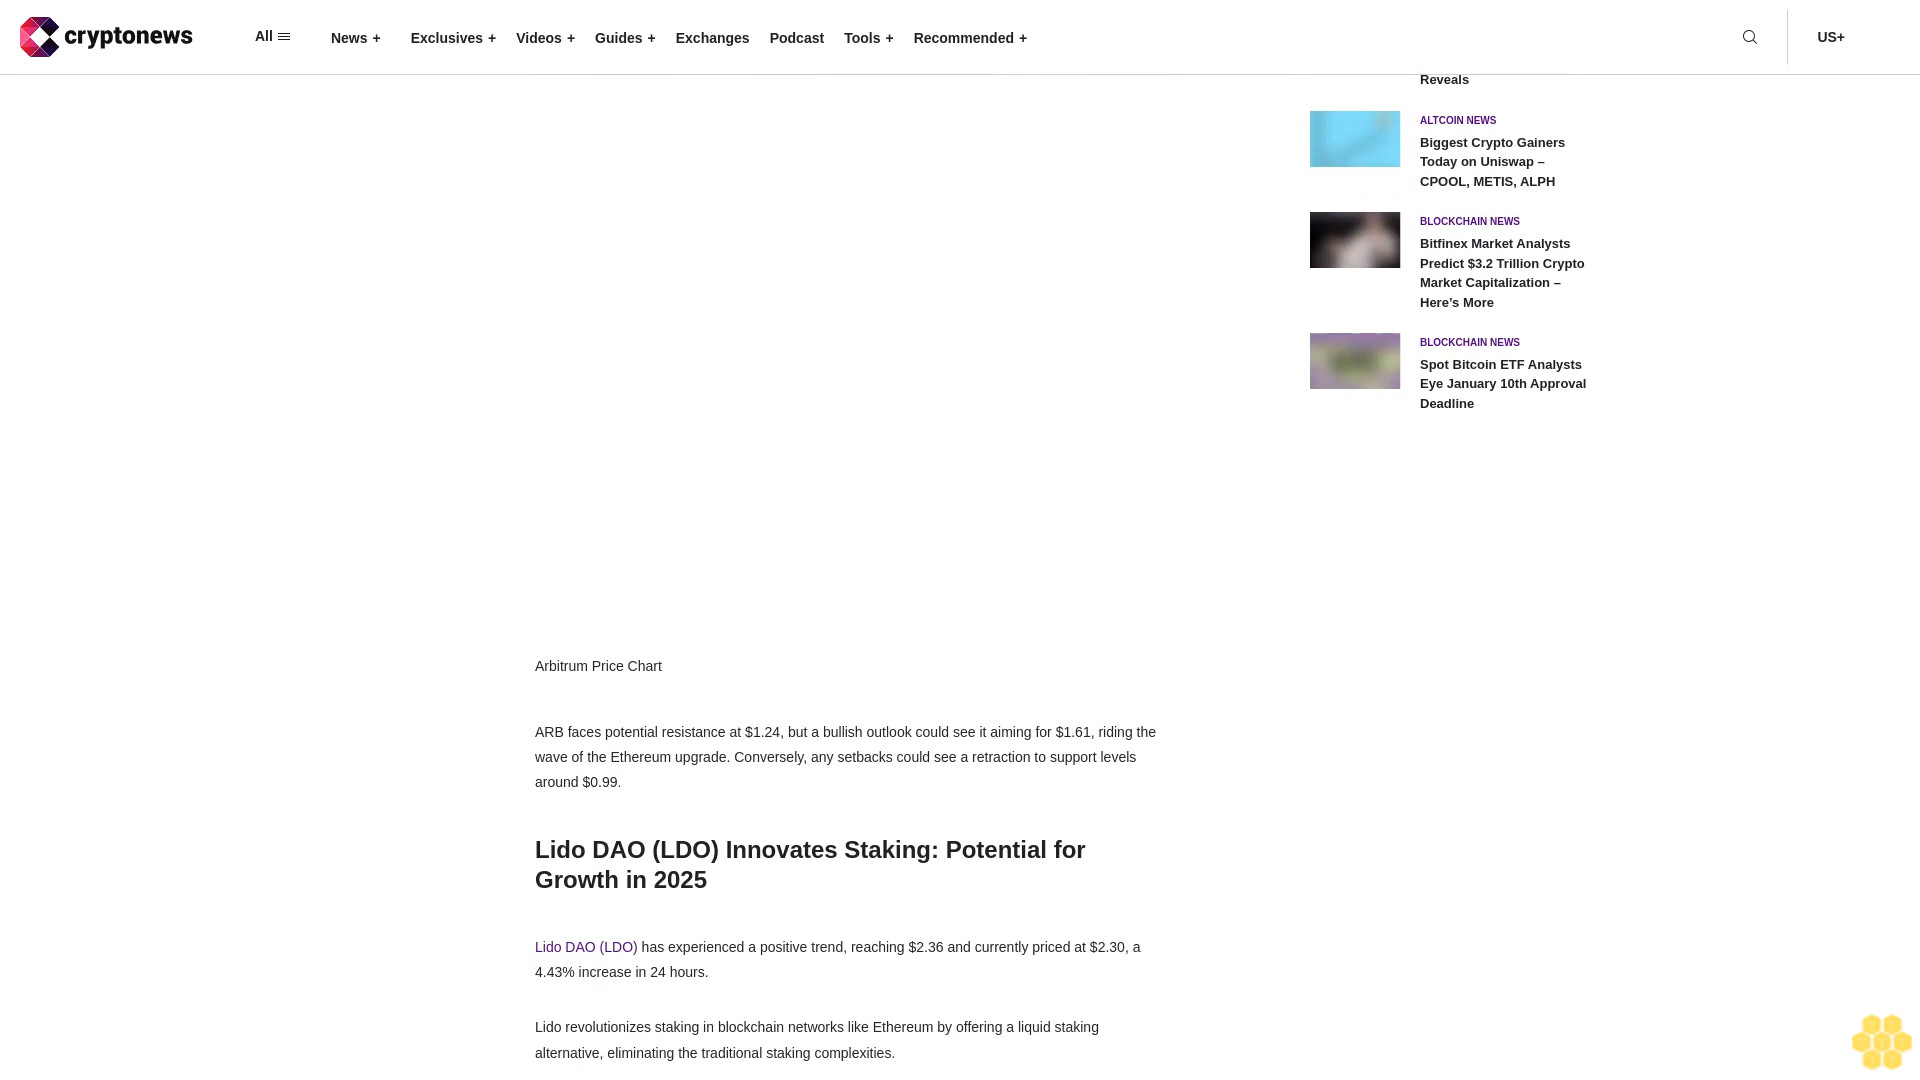 cryptonews
All
News +
Exclusives +
Videos +
Guides +
Exchanges
Podcast
Tools +
Recommended +
US+
Reveals
ALTCOIN NEWS
Biggest Crypto Gainers
Today on Uniswap –
CPOOL, METIS, ALPH
BLOCKCHAIN NEWS
Bitfinex Market Analysts
Predict $3.2 Trillion Crypto
Market Capitalization –
Here’s More
BLOCKCHAIN NEWS
Spot Bitcoin ETF Analysts
Eye January 10th Approval
Deadline
Arbitrum Price Chart
ARB faces potential resistance at $1.24, but a bullish outlook could see it aiming for $1.61, riding the
wave of the Ethereum upgrade. Conversely, any setbacks could see a retraction to support levels
around $0.99.
Lido DAO (LDO) Innovates Staking: Potential for
Growth in 2025
Lido DAO (LDO) has experienced a positive trend, reaching $2.36 and currently priced at $2.30, a
4.43% increase in 24 hours.
Lido revolutionizes staking in blockchain networks like Ethereum by offering a liquid staking
alternative, eliminating the traditional staking complexities.